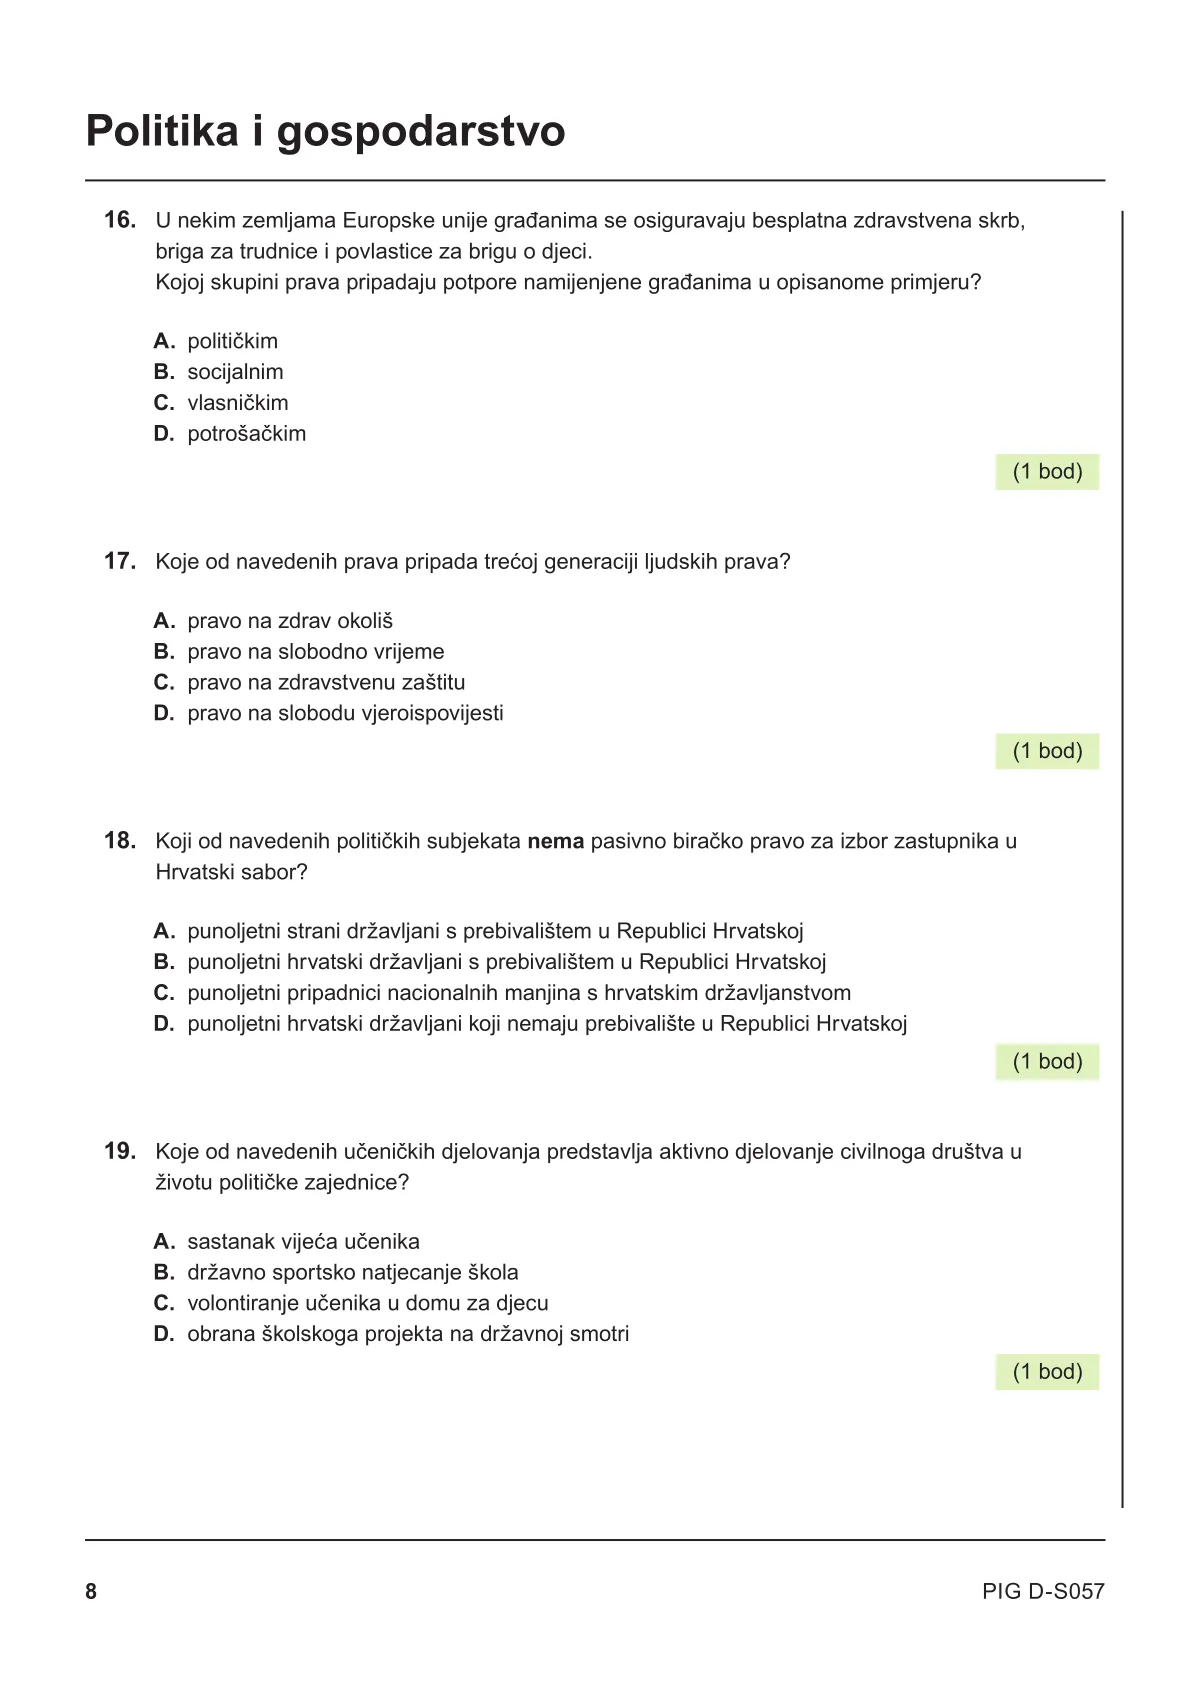 Politika i gospodarstvo
16. U nekim zemljama Europske unije građanima se osiguravaju besplatna zdravstvena skrb,
briga za trudnice i povlastice za brigu o djeci.
Kojoj skupini prava pripadaju potpore namijenjene građanima u opisanome primjeru?
A. političkim
B. socijalnim
C. vlasničkim
D. potrošačkim
(1 bod)
17. Koje od navedenih prava pripada trećoj generaciji ljudskih prava?
A. pravo na zdrav okoliš
B. pravo na slobodno vrijeme
C. pravo na zdravstvenu zaštitu
D. pravo na slobodu vjeroispovijesti
(1 bod)
18. Koji od navedenih političkih subjekata nema pasivno biračko pravo za izbor zastupnika u
Hrvatski sabor?
A. punoljetni strani državljani s prebivalištem u Republici Hrvatskoj
B. punoljetni hrvatski državljani s prebivalištem u Republici Hrvatskoj
C. punoljetni pripadnici nacionalnih manjina s hrvatskim državljanstvom
D. punoljetni hrvatski državljani koji nemaju prebivalište u Republici Hrvatskoj
(1 bod)
19. Koje od navedenih učeničkih djelovanja predstavlja aktivno djelovanje civilnoga društva u
životu političke zajednice?
A. sastanak vijeća učenika
B. državno sportsko natjecanje škola
C. volontiranje učenika u domu za djecu
D. obrana školskoga projekta na državnoj smotri
(1 bod)
8
PIG D-S057